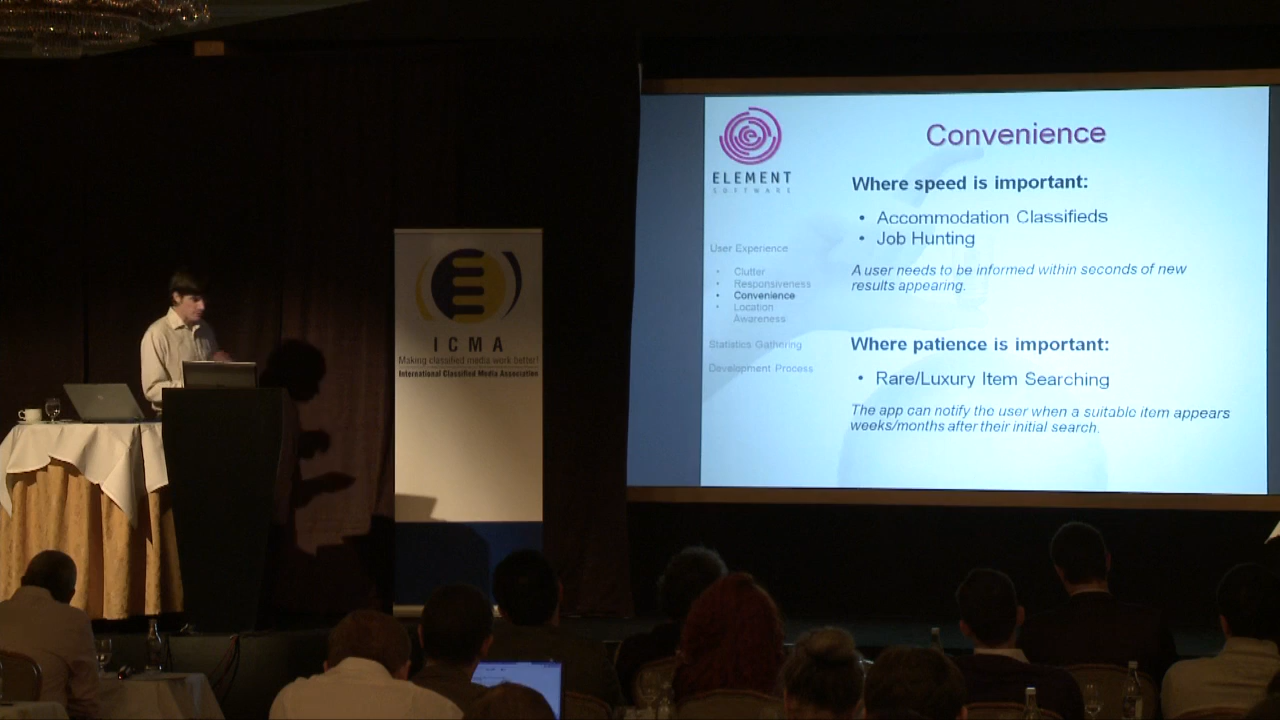 ICMA
Making classified media work better!
International Classified Media Association
ELEMENT
SOFTWARE
User Experience
• Clutter
• Responsiveness
• Convenience
• Location
Awareness
Statistics Gathering
Development Process
Convenience
Where speed is important:
• Accommodation Classifieds
• Job Hunting
A user needs to be informed within seconds of new
results appearing.
Where patience is important:
• Rare/Luxury Item Searching
The app can notify the user when a suitable item appears
weeks/months after their initial search.